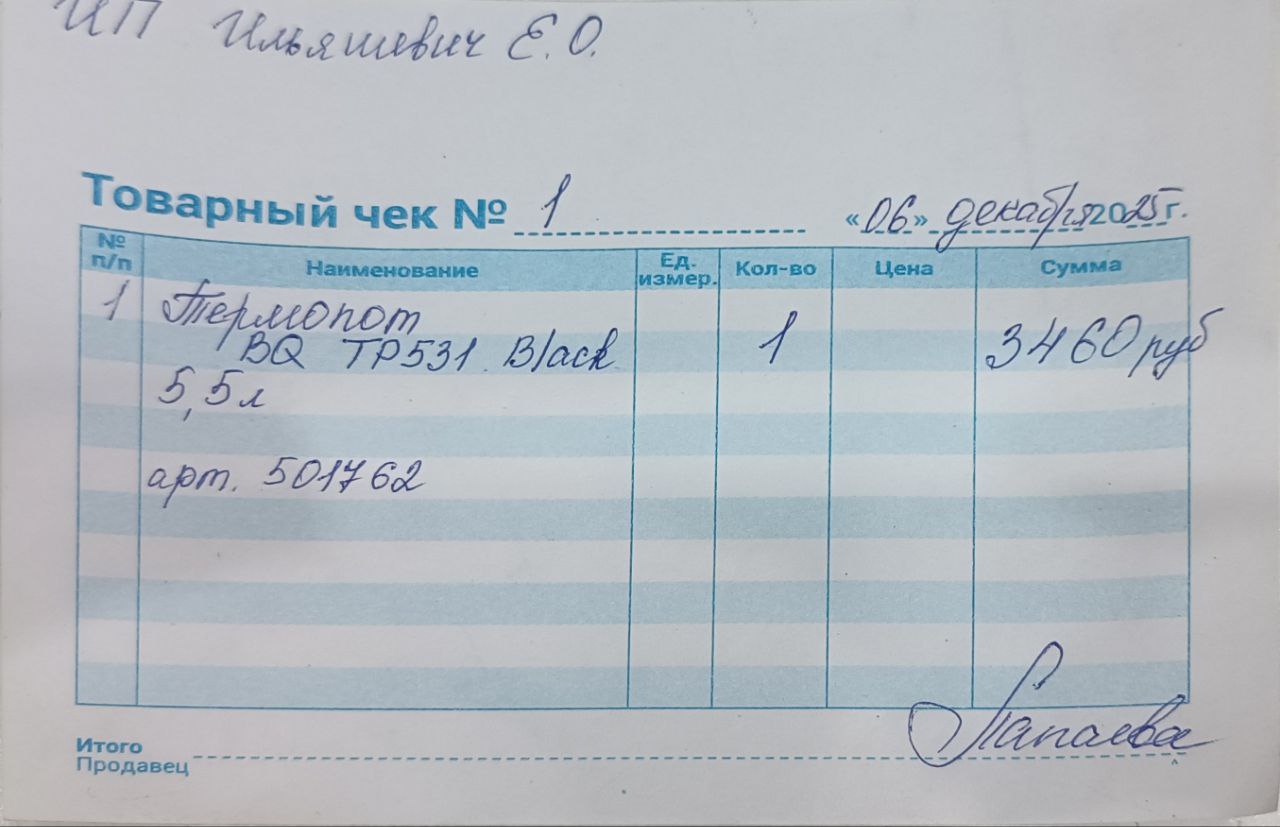 ИП Ильяшевич Е.О.
Товарный чек № 1 «06» декабря 2025 г.
№ п/п Наименование Ед. измер. Кол-во Цена Сумма
1 Термопот
BQ TP531 Black 1 3460 руб
5,5л
арт. 501762
Итого
Продавец